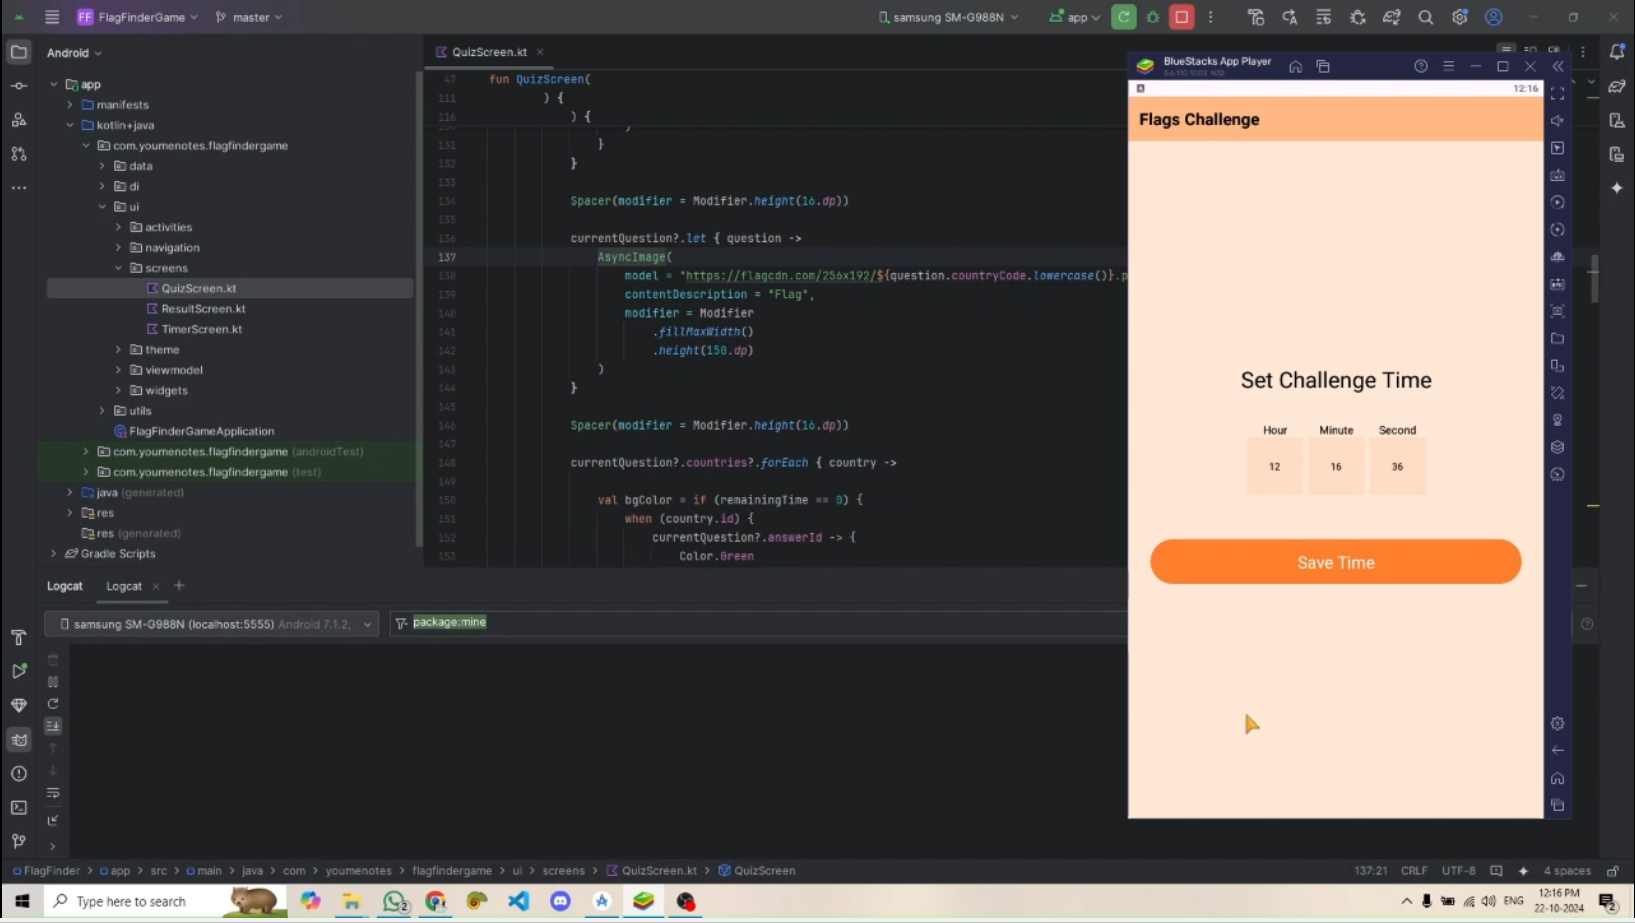 FF FlagFinderGame master samsung SM-G988N app
Android
app
manifests
kotlin+java
com.youmenotes.flagfindergame
data
di
ui
activities
navigation
screens
QuizScreen.kt
ResultScreen.kt
TimerScreen.kt
theme
viewmodel
widgets
utils
FlagFinderGameApplication
com.youmenotes.flagfindergame (androidTest)
com.youmenotes.flagfindergame (test)
java (generated)
res
res (generated)
Gradle Scripts
QuizScreen.kt
47 fun QuizScreen(
111 ) {
116 ) {
131 }
132 }
133
134 Spacer(modifier = Modifier.height(16.dp))
135
136 currentQuestion?.let { question ->
137 AsyncImage(
138 model = "https://flagcdn.com/256x192/${question.countryCode.lowercase()}.p
139 contentDescription = "Flag",
140 modifier = Modifier
141 .fillMaxWidth()
142 .height(150.dp)
143 )
144 }
145
146 Spacer(modifier = Modifier.height(16.dp))
147
148 currentQuestion?.countries?.forEach { country ->
149
150 val bgColor = if (remainingTime == 0) {
151 when (country.id) {
152 currentQuestion?.answerId -> {
153 Color.Green
BlueStacks App Player
12:16
Flags Challenge
Set Challenge Time
Hour Minute Second
12 16 36
Save Time
Logcat Logcat
samsung SM-G988N (localhost:5555) Android 7.1.2, package:mine
FlagFinder > app > src > main > java > com > youmenotes > flagfindergame > ui > screens > QuizScreen.kt > QuizScreen 137:21 CRLF UTF-8 4 spaces
Type here to search
2
ENG
12:16 PM
22-10-2024
2